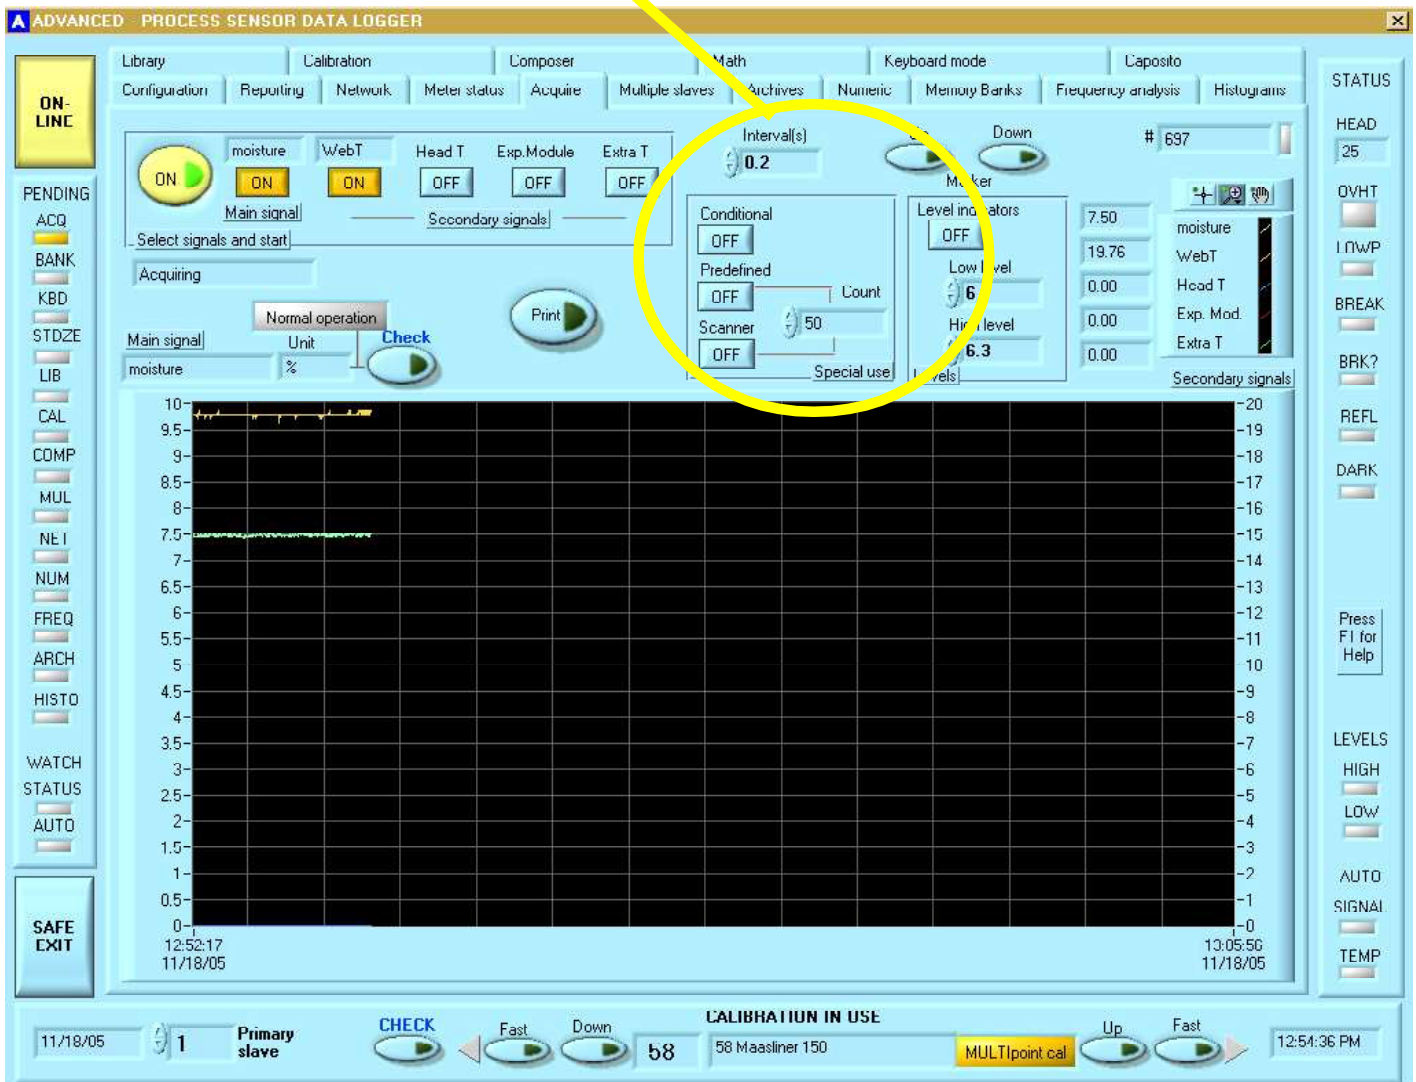 A ADVANCED - PROCESS SENSOR DATA LOGGER
Library Calibration Composer Math Keyboard mode Caposito
Configuration Reporting Network Meter status Acquire Multiple slaves Archives Numeric Memory Banks Frequency analysis Histograms
ON-
LINE
PENDING
ACQ
BANK
KBD
STDZE
LIB
CAL
COMP
MUL
NET
NUM
FREQ
ARCH
HISTO
WATCH
STATUS
AUTO
SAFE
EXIT
ON
moisture WebT Head T Exp.Module Extra T
ON ON OFF OFF OFF
Main signal Secondary signals
Select signals and start
Acquiring
Normal operation
Main signal Unit Check
moisture %
Print
Interval(s)
0.2
Down
Marker
# 697
Conditional
OFF
Predefined
OFF
Count
50
Scanner
OFF
Special use
Level indicators
OFF
Low level
6
High level
6.3
Levels
7.50
19.76
0.00
0.00
0.00
moisture
WebT
Head T
Exp. Mod.
Extra T
Secondary signals
10
9.5
9
8.5
8
7.5
7
6.5
6
5.5
5
4.5
4
3.5
3
2.5
2
1.5
1
0.5
0
20
19
18
17
16
15
14
13
12
11
10
9
8
7
6
5
4
3
2
1
0
12:52:17
11/18/05
13:05:56
11/18/05
STATUS
HEAD
25
OVHT
LOWP
BREAK
BRK?
REFL
DARK
Press
F1 for
Help
LEVELS
HIGH
LOW
AUTO
SIGNAL
TEMP
11/18/05 1 Primary
slave
CHECK Fast Down
58
CALIBRATION IN USE
58 Maasliner 150
MULTIpoint cal
Up Fast
12:54:36 PM